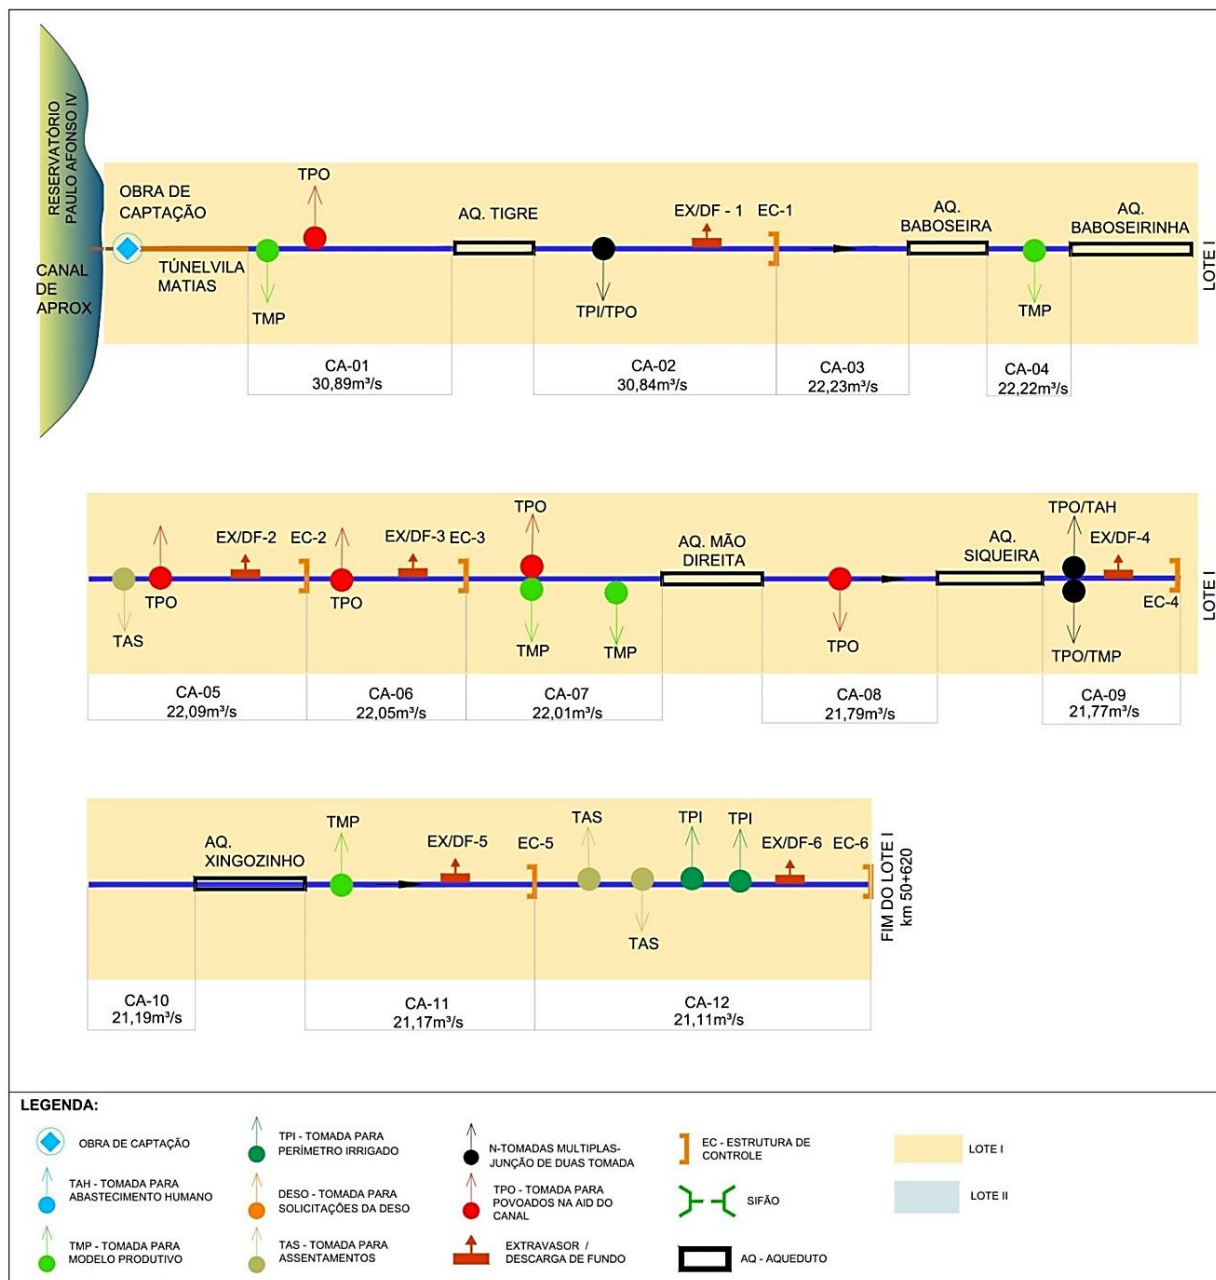 RESERVATÓRIO
PAULO AFONSO IV
CANAL
DE
APROX
OBRA DE
CAPTAÇÃO
TÚNELVILA
MATIAS
TMP
TPO
AQ. TIGRE
TPI/TPO
EX/DF - 1
EC-1
AQ.
BABOSEIRA
TMP
AQ.
BABOSEIRINHA
LOTE I
CA-01
30,89m³/s
CA-02
30,84m³/s
CA-03
22,23m³/s
CA-04
22,22m³/s
TAS
TPO
EX/DF-2
EC-2
TPO
EX/DF-3
EC-3
TPO
TMP
TMP
AQ. MÃO
DIREITA
TPO
AQ.
SIQUEIRA
TPO/TAH
TPO/TMP
EX/DF-4
EC-4
LOTE I
CA-05
22,09m³/s
CA-06
22,05m³/s
CA-07
22,01m³/s
CA-08
21,79m³/s
CA-09
21,77m³/s
AQ.
XINGOZINHO
TMP
EX/DF-5
EC-5
TAS
TAS
TPI
TPI
EX/DF-6
EC-6
FIM DO LOTE I
km 50+620
CA-10
21,19m³/s
CA-11
21,17m³/s
CA-12
21,11m³/s
LEGENDA:
OBRA DE CAPTAÇÃO
TAH - TOMADA PARA
ABASTECIMENTO HUMANO
TMP - TOMADA PARA
MODELO PRODUTIVO
TPI - TOMADA PARA
PERÍMETRO IRRIGADO
DESO - TOMADA PARA
SOLICITAÇÕES DA DESO
TAS - TOMADA PARA
ASSENTAMENTOS
N-TOMADAS MULTIPLAS-
JUNÇÃO DE DUAS TOMADA
TPO - TOMADA PARA
POVOADOS NA AID DO
CANAL
EXTRAVASOR /
DESCARGA DE FUNDO
EC - ESTRUTURA DE
CONTROLE
SIFÃO
AQ - AQUEDUTO
LOTE I
LOTE II